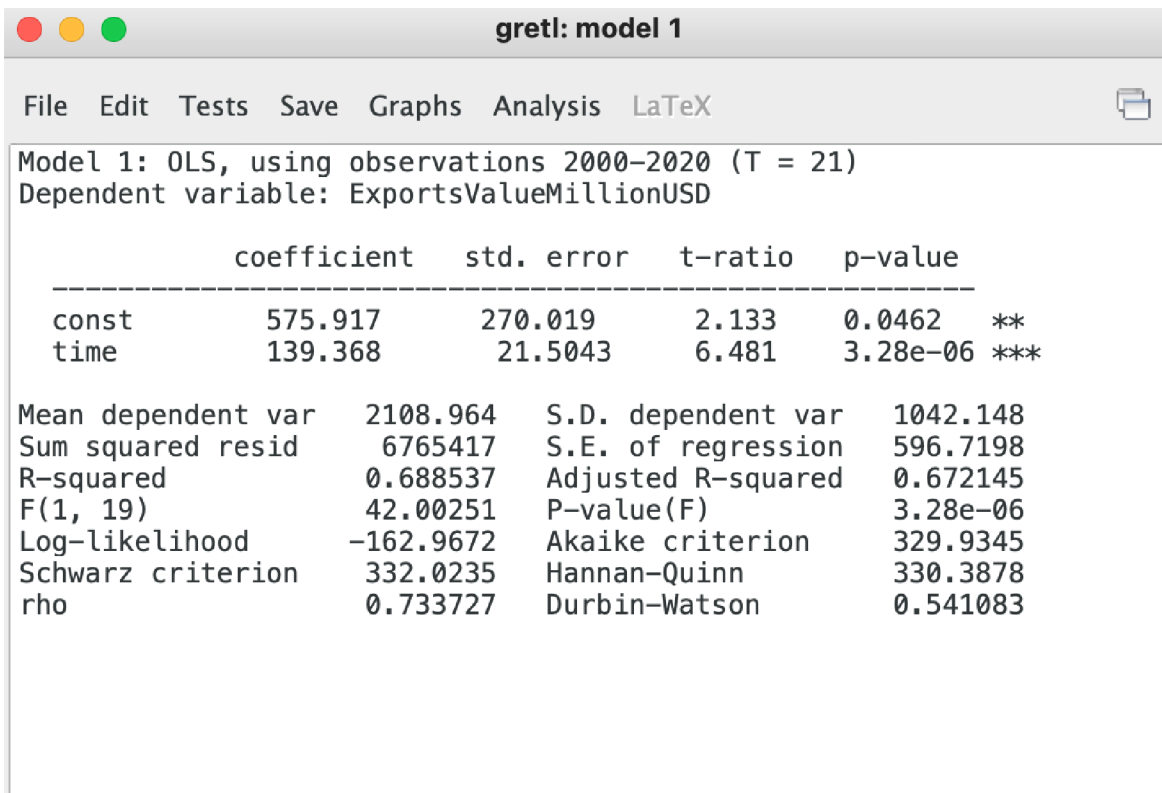 gretl: model 1
File Edit Tests Save Graphs Analysis LaTeX
Model 1: OLS, using observations 2000-2020 (T = 21)
Dependent variable: ExportsValueMillionUSD
coefficient std. error t-ratio p-value
---------------------------------------------------------
const 575.917 270.019 2.133 0.0462 **
time 139.368 21.5043 6.481 3.28e-06 ***
Mean dependent var 2108.964 S.D. dependent var 1042.148
Sum squared resid 6765417 S.E. of regression 596.7198
R-squared 0.688537 Adjusted R-squared 0.672145
F(1, 19) 42.00251 P-value(F) 3.28e-06
Log-likelihood -162.9672 Akaike criterion 329.9345
Schwarz criterion 332.0235 Hannan-Quinn 330.3878
rho 0.733727 Durbin-Watson 0.541083